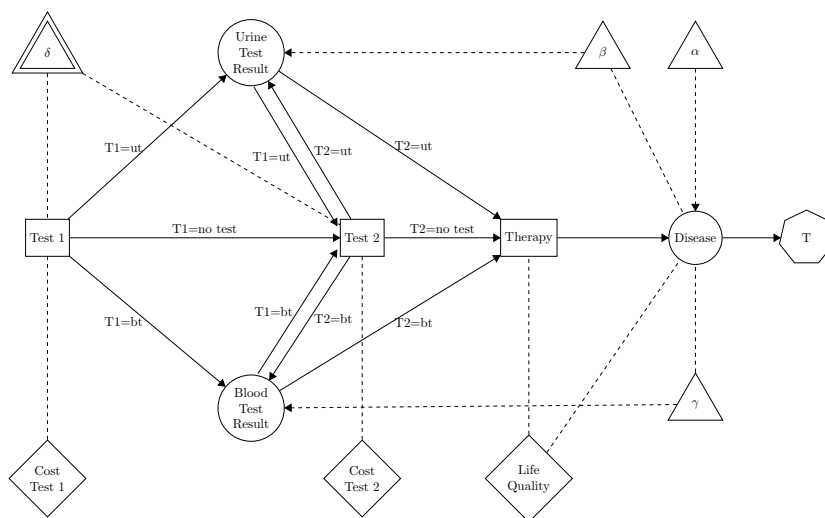 δ
Urine
Test
Result
β
α
T1=ut
T1=ut
T2=ut
T2=ut
Test 1
T1=no test
Test 2
T2=no test
Therapy
Disease
T
T1=bt
T1=bt
T2=bt
T2=bt
Blood
Test
Result
γ
Cost
Test 1
Cost
Test 2
Life
Quality